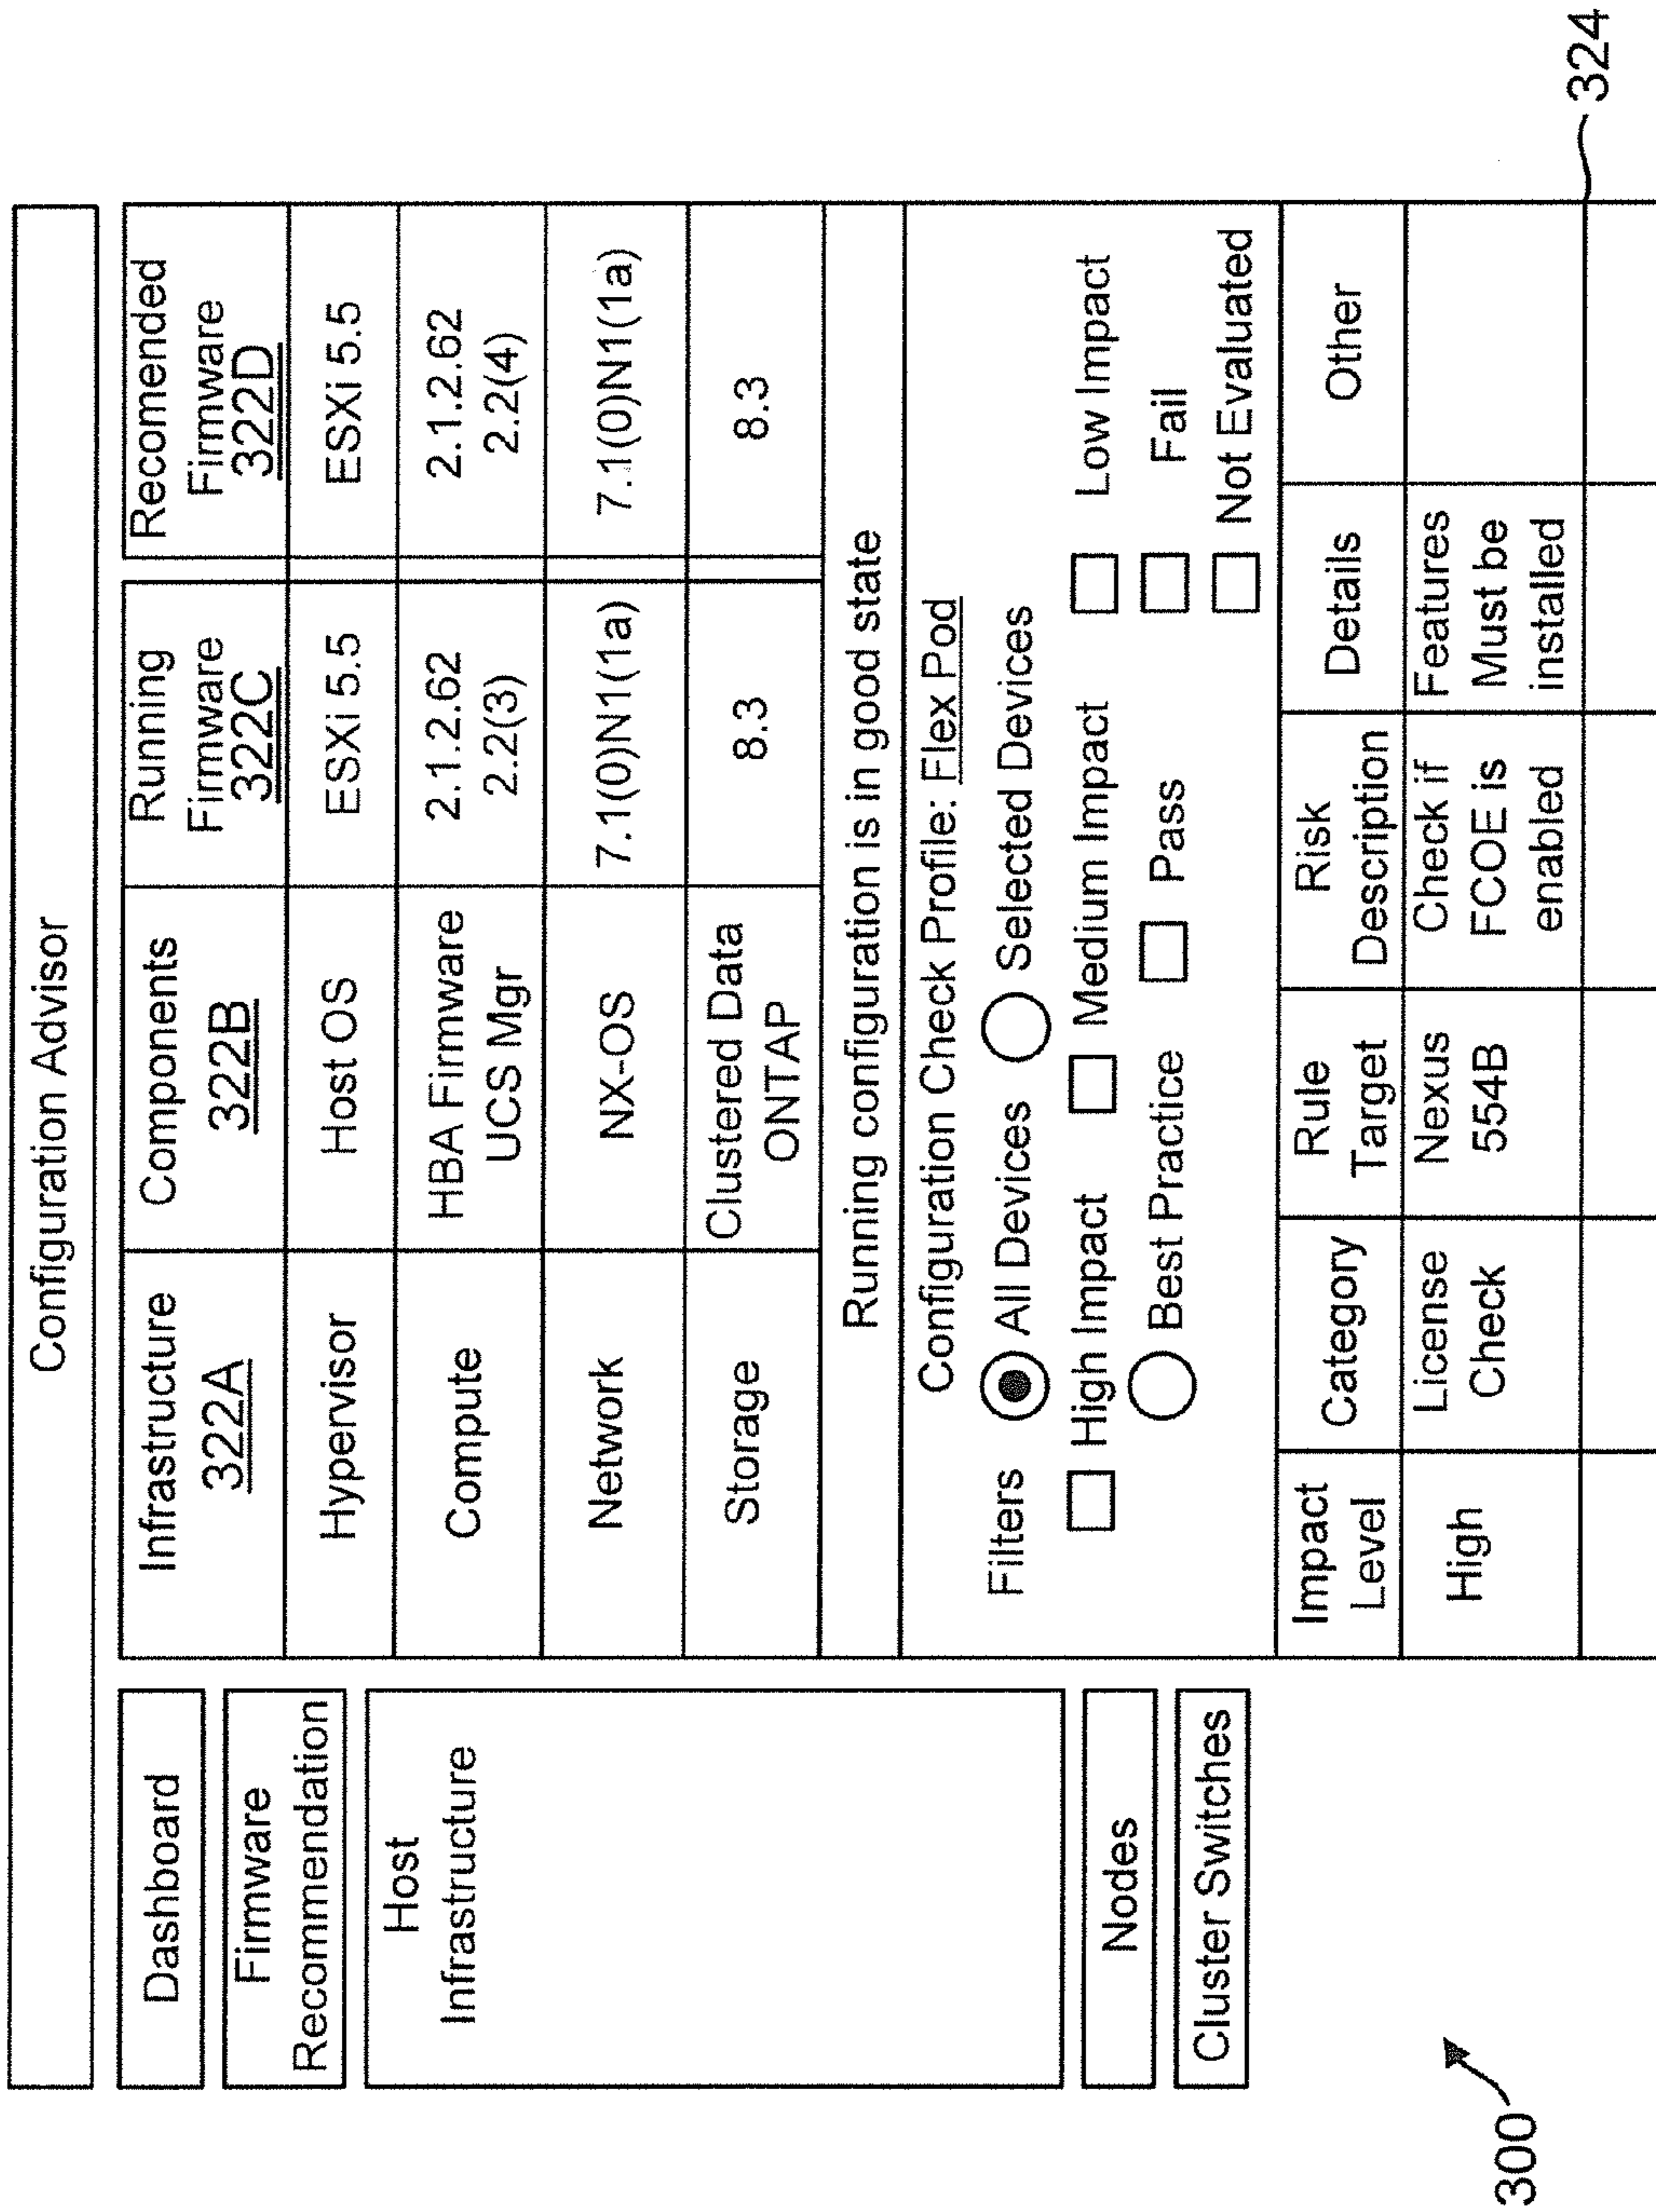 Configuration Advisor
Dashboard
Firmware
Recommendation
Host
Infrastructure
Nodes
Cluster Switches
Infrastructure
322A
Components
322B
Running
Firmware
322C
Recomended
Firmware
322D
Hypervisor
Host OS
ESXi 5.5
ESXi 5.5
Compute
HBA Firmware
UCS Mgr
2.1.2.62
2.2(3)
2.1.2.62
2.2(4)
Network
NX-OS
7.1(0)N1(1a)
7.1(0)N1(1a)
Storage
Clustered Data
ONTAP
8.3
8.3
Running configuration is in good state
Configuration Check Profile: Flex Pod
Filters All Devices Selected Devices
High Impact Medium Impact Low Impact
Best Practice Pass Fail
Not Evaluated
Impact
Level
Category
Rule
Target
Risk
Description
Details
Other
High
License
Check
Nexus
554B
Check if
FCOE is
enabled
Features
Must be
installed
324
300